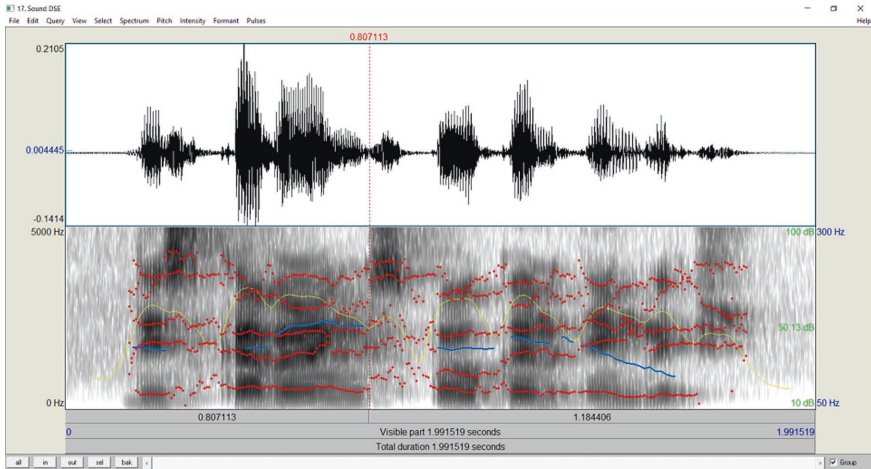 17. Sound DSE
File Edit Query View Select Spectrum Pitch Intensity Formant Pulses Help
0.807113
0.2105
0.004445
-0.1414
5000 Hz 100 dB 300 Hz
50.13 dB
0 Hz 10 dB 50 Hz
0.807113 1.184406
0 Visible part 1.991519 seconds 1.991519
Total duration 1.991519 seconds
all in out sel bak Group